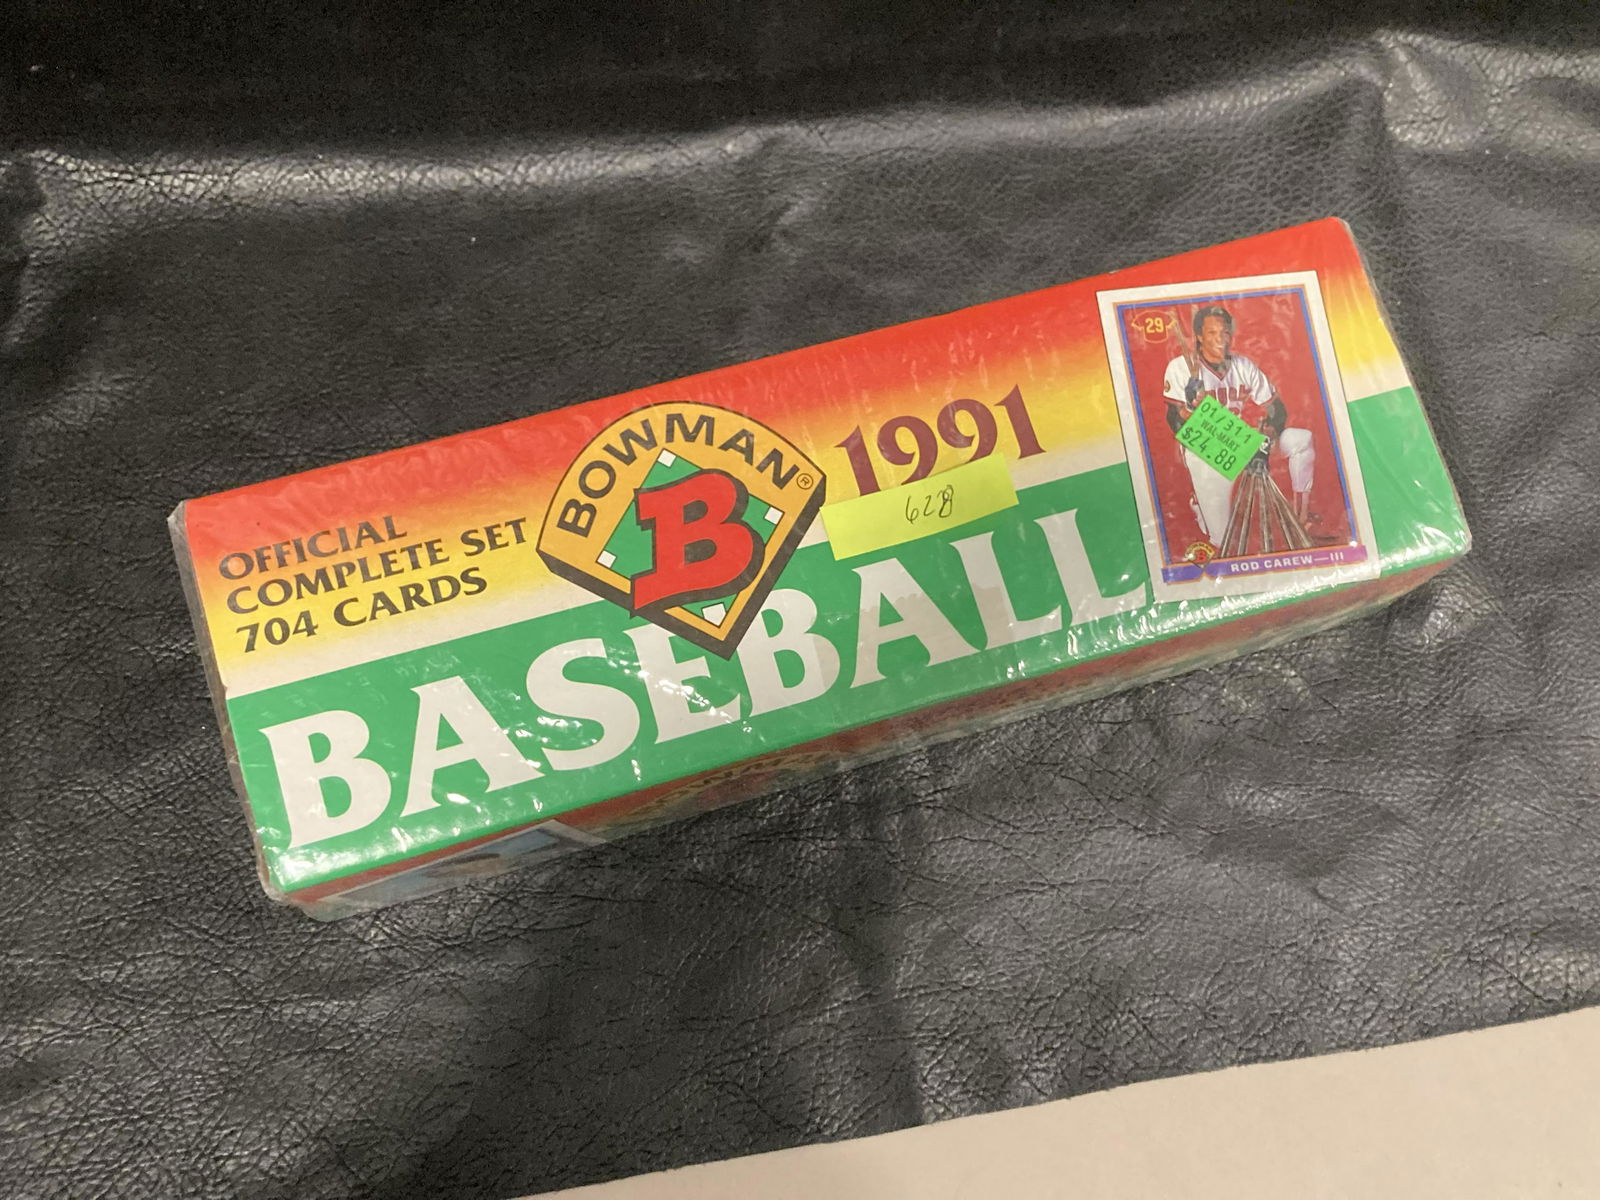 OFFICIAL
COMPLETE SET
704 CARDS
BOWMAN®
B
1991
628
BASEBALL
29
01/311
WAL-MART
$24.88
ROD CAREW—III